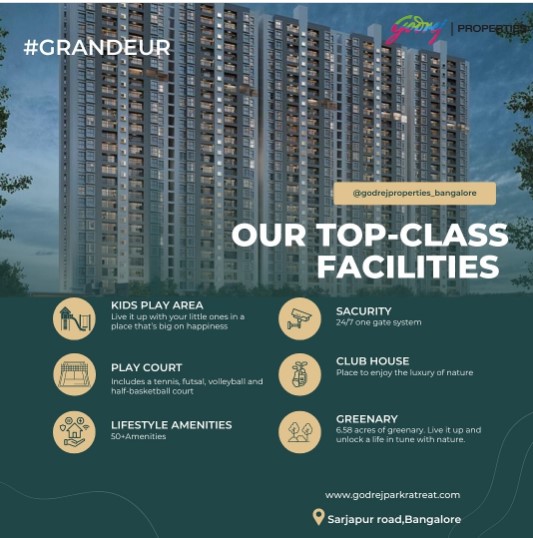 #GRANDEUR
Godrej | PROPERTIES
@godrejproperties_bangalore
OUR TOP-CLASS
FACILITIES
KIDS PLAY AREA
Live it up with your little ones in a
place that's big on happiness
SACURITY
24/7 one gate system
PLAY COURT
Includes a tennis, futsal, volleyball and
half-basketball court
CLUB HOUSE
Place to enjoy the luxury of nature
LIFESTYLE AMENITIES
50+Amenities
GREENARY
6.58 acres of greenary. Live it up and
unlock a life in tune with nature.
www.godrejparkratreat.com
Sarjapur road,Bangalore